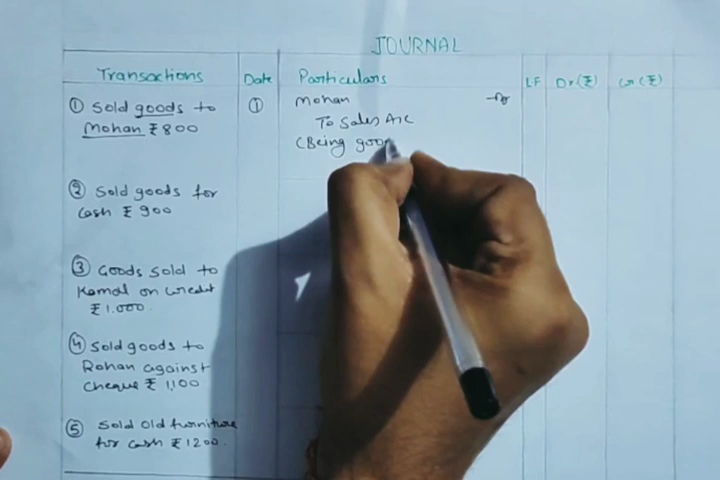 JOURNAL
Transactions Date Particulars LF Dr(₹) Cr(₹)
① Sold goods to ① Mohan Dr
Mohan ₹800 To Sales A/c
(Being goo
② Sold goods for
Cash ₹900
③ Goods sold to
Kamal on credit
₹1,000.
④ Sold goods to
Rohan against
Cheque ₹1,100
⑤ Sold Old furniture
for cash ₹1200.